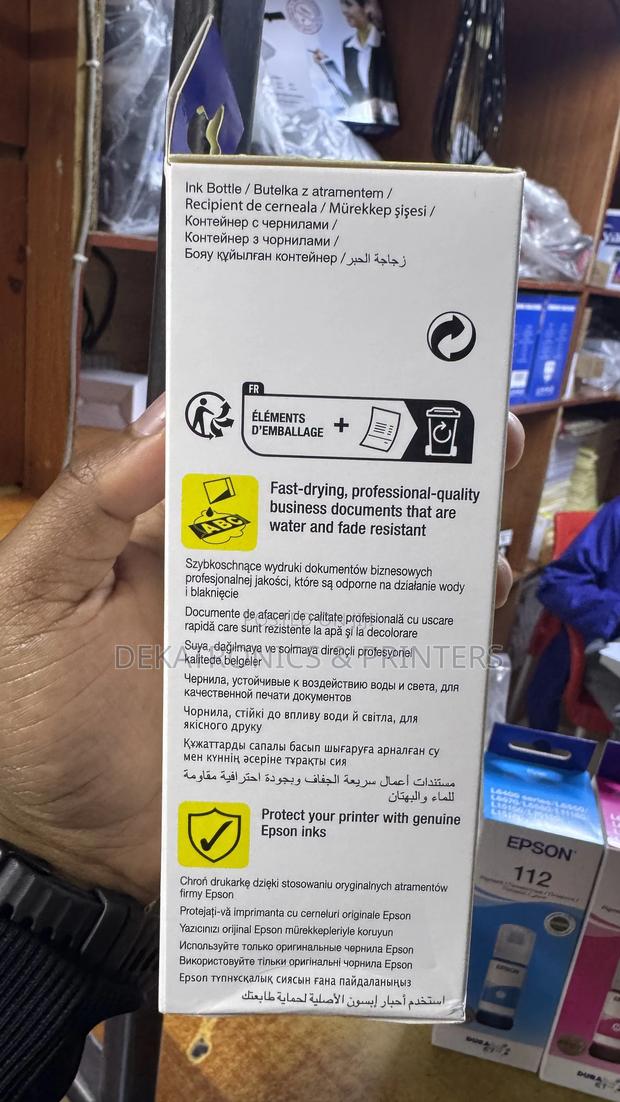 Ink Bottle / Butelka z atramentem /
Recipient de cerneala / Mürekkep şişesi /
Контейнер с чернилами /
Контейнер з чорнилами /
Бояу құйылған контейнер / زجاجة الحبر
FR
ÉLÉMENTS
D'EMBALLAGE
+
ABC
Fast-drying, professional-quality
business documents that are
water and fade resistant
Szybkoschnące wydruki dokumentów biznesowych
profesjonalnej jakości, które są odporne na działanie wody
i blaknięcie
Documente de afaceri de calitate profesională cu uscare
rapidă care sunt rezistente la apă şi la decolorare
Suya, dağılmaya ve solmaya dirençli profesyonel
kalitede belgeler
DEKATRONICS & PRINTERS
Чернила, устойчивые к воздействию воды и света, для
качественной печати документов
Чорнила, стійкі до впливу води й світла, для
якісного друку
Құжаттарды сапалы басып шығаруға арналған су
мен күннің әсеріне тұрақты сия
مستندات أعمال سريعة الجفاف وبجودة احترافية مقاومة
للماء والبهتان
Protect your printer with genuine
Epson inks
Chroń drukarkę dzięki stosowaniu oryginalnych atramentów
firmy Epson
Protejaţi-vă imprimanta cu cerneluri originale Epson
Yazıcınızı orijinal Epson mürekkepleriyle koruyun
Используйте только оригинальные чернила Epson
Використовуйте тільки оригінальні чорнила Epson
Epson түпнұсқалық сиясын ғана пайдаланыңыз
استخدم أحبار إبسون الأصلية لحماية طابعتك
EPSON
112
EPSON